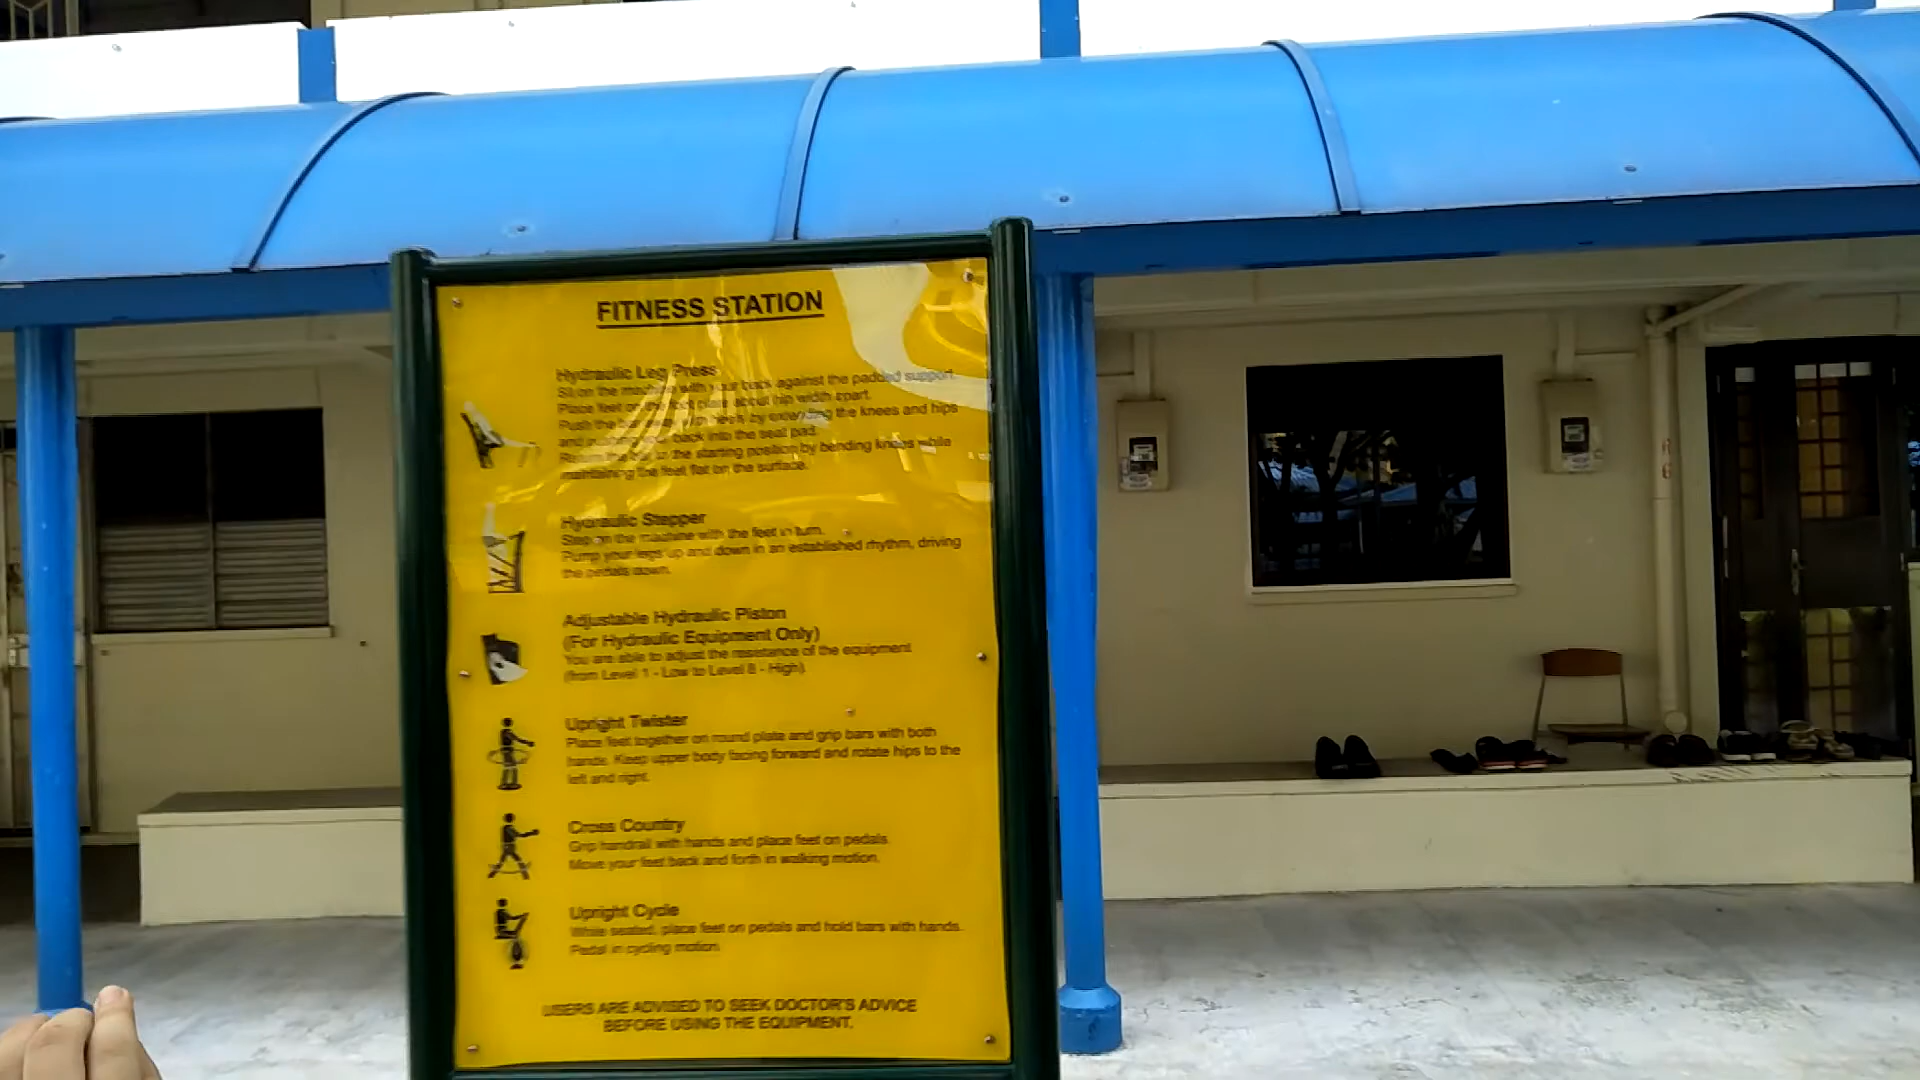 FITNESS STATION
Hydraulic Leg Press
Sit on the machine with your back against the padded support.
Place feet on the foot plate about hip width apart.
Push the by extending the knees and hips
and back into the seat pad.
to the starting position by bending knees while
maintaining the feet flat on the surface.
Hydraulic Stepper
Step on the machine with the feet in turn.
Pump your legs up and down in an established rhythm, driving
the pedals down.
Adjustable Hydraulic Piston
(For Hydraulic Equipment Only)
You are able to adjust the resistance of the equipment
(from Level 1 - Low to Level 8 - High)
Upright Twister
Place feet together on round plate and grip bars with both
hands. Keep upper body facing forward and rotate hips to the
left and right.
Cross Country
Grip handrail with hands and place feet on pedals.
Move your feet back and forth in walking motion.
Upright Cycle
While seated, place feet on pedals and hold bars with hands.
Pedal in cycling motion
USERS ARE ADVISED TO SEEK DOCTOR'S ADVICE
BEFORE USING THE EQUIPMENT.